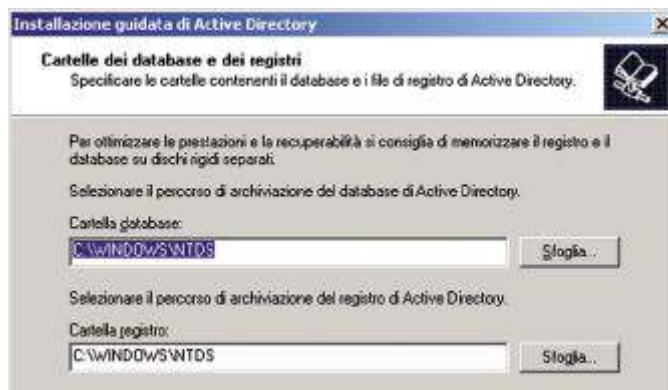 Installazione guidata di Active Directory
Cartelle dei database e dei registri
Specificare le cartelle contenenti il database e i file di registro di Active Directory.
Per ottimizzare le prestazioni e la recuperabilità si consiglia di memorizzare il registro e il
database su dischi rigidi separati.
Selezionare il percorso di archiviazione del database di Active Directory.
Cartella database:
C:\WINDOWS\NTDS
Sfoglia...
Selezionare il percorso di archiviazione del registro di Active Directory.
Cartella registro:
C:\WINDOWS\NTDS
Sfoglia...